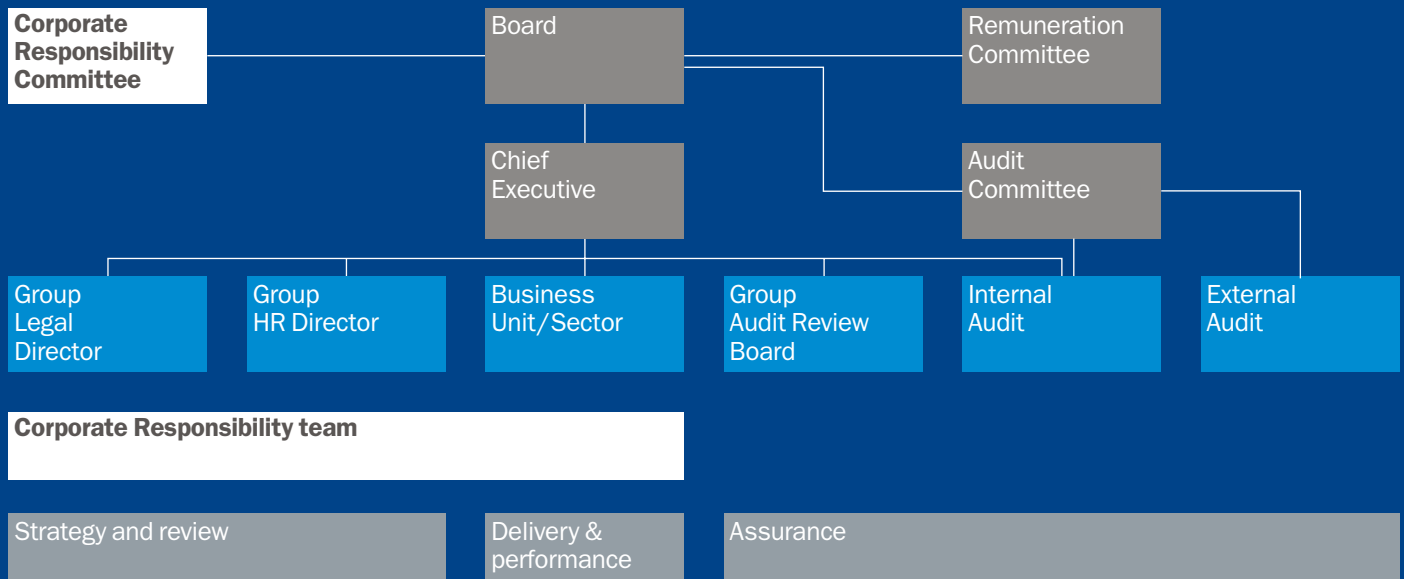 Corporate
Responsibility
Committee
Board
Remuneration
Committee
Chief
Executive
Audit
Committee
Group
Legal
Director
Group
HR Director
Business
Unit/Sector
Group
Audit Review
Board
Internal
Audit
External
Audit
Corporate Responsibility team
Strategy and review
Delivery &
performance
Assurance